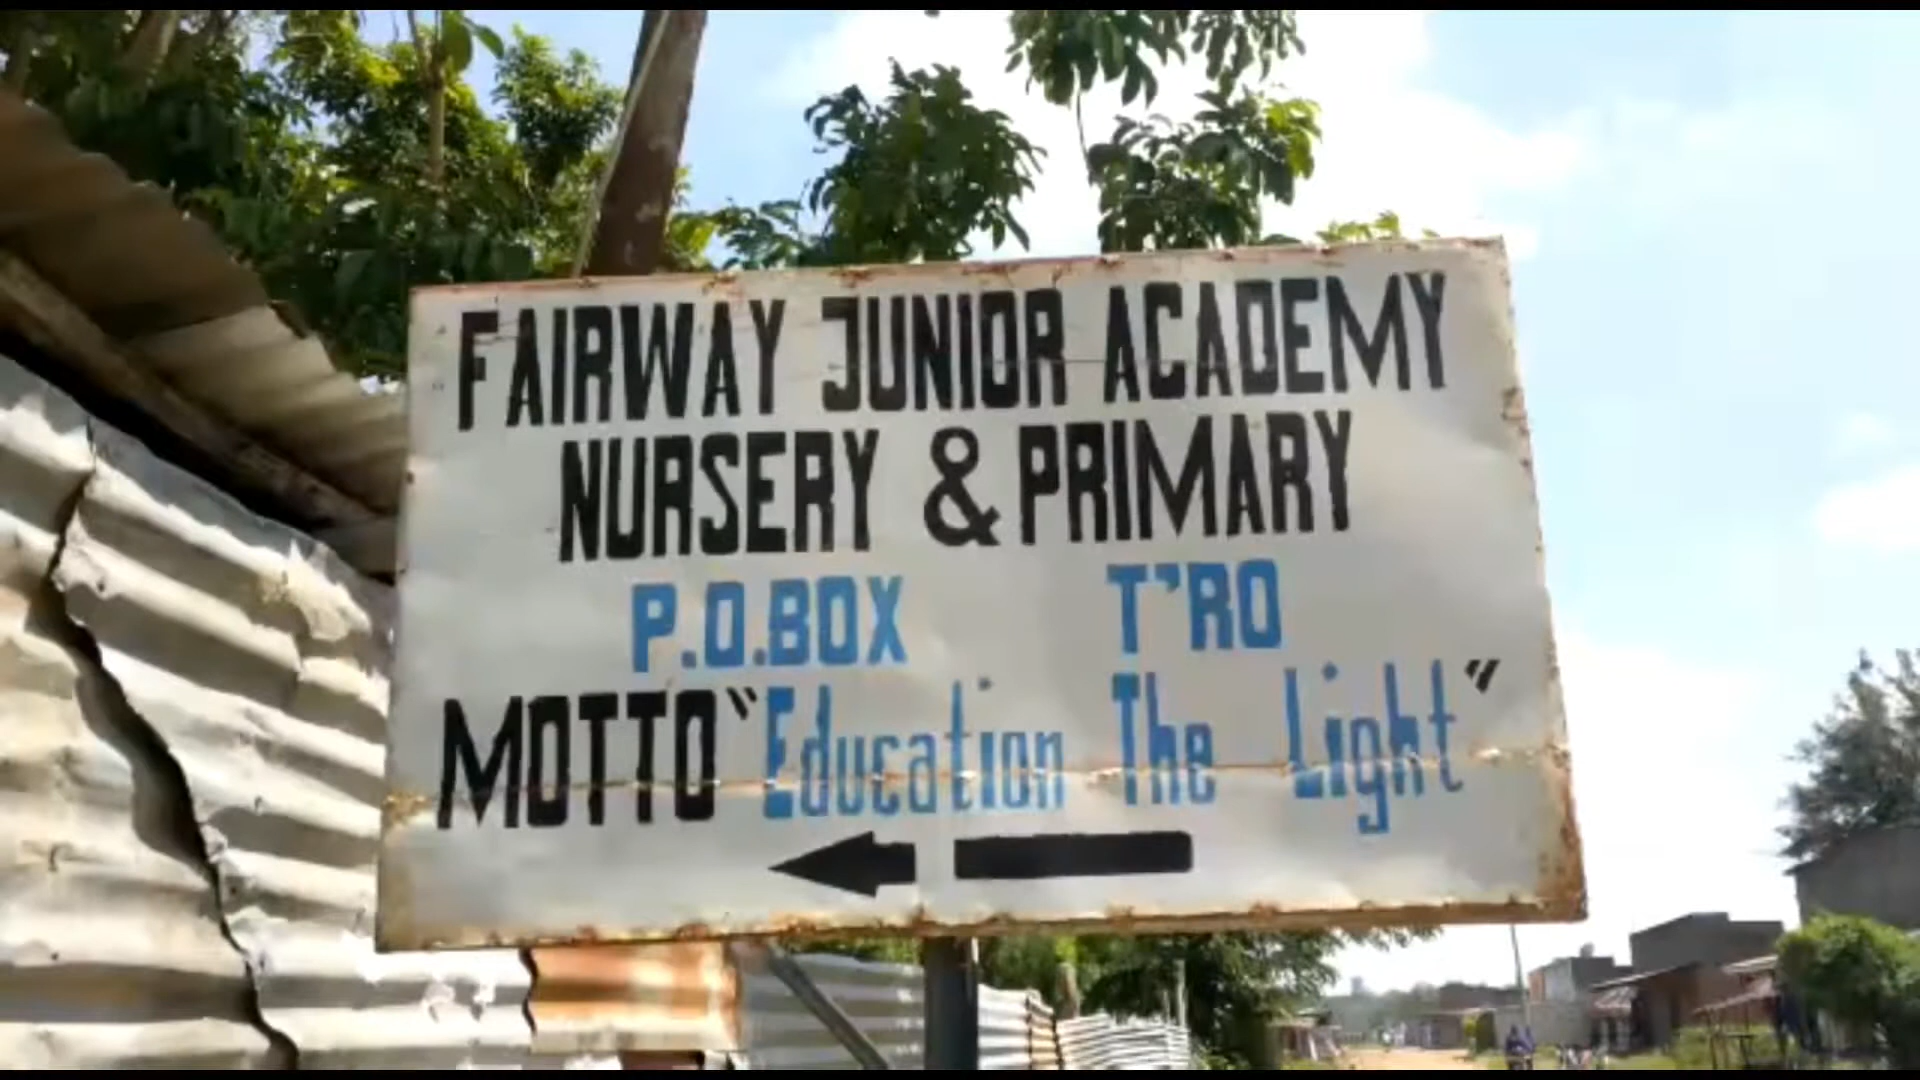 FAIRWAY JUNIOR ACADEMY
NURSERY & PRIMARY
P.O.BOX T'RO
MOTTO "Education The Light"